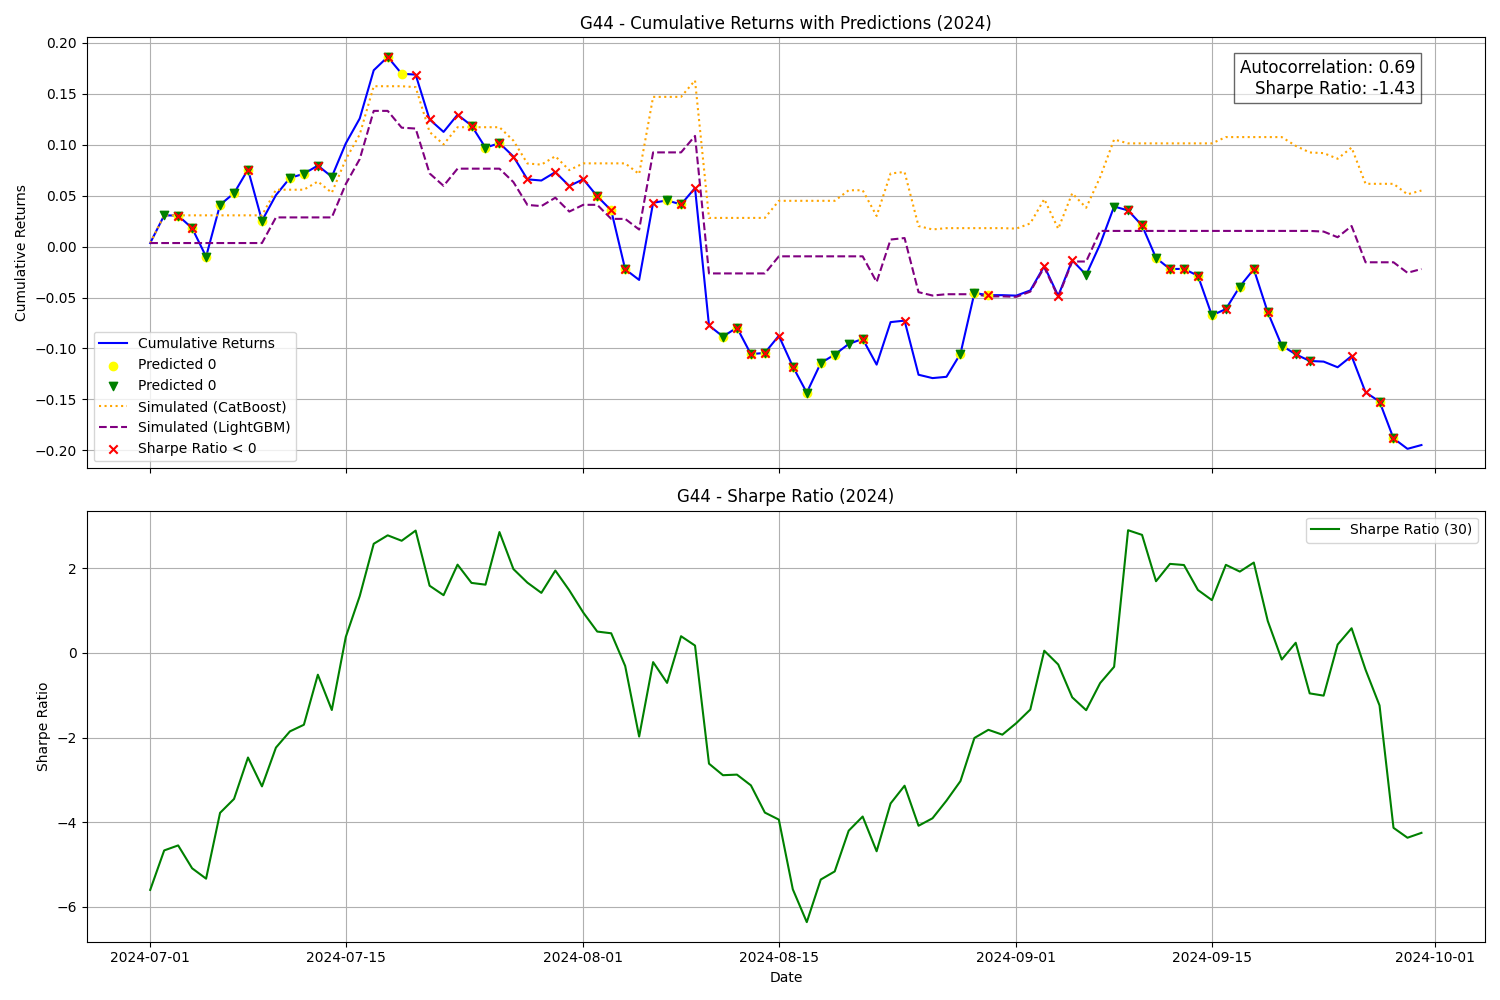 G44 - Cumulative Returns with Predictions (2024)
0.20
0.15
0.10
0.05
0.00
−0.05
−0.10
−0.15
−0.20
Cumulative Returns
Autocorrelation: 0.69
Sharpe Ratio: -1.43
Cumulative Returns
Predicted 0
Predicted 0
Simulated (CatBoost)
Simulated (LightGBM)
Sharpe Ratio < 0
G44 - Sharpe Ratio (2024)
Sharpe Ratio (30)
2
0
−2
−4
−6
Sharpe Ratio
2024-07-01
2024-07-15
2024-08-01
2024-08-15
2024-09-01
2024-09-15
2024-10-01
Date